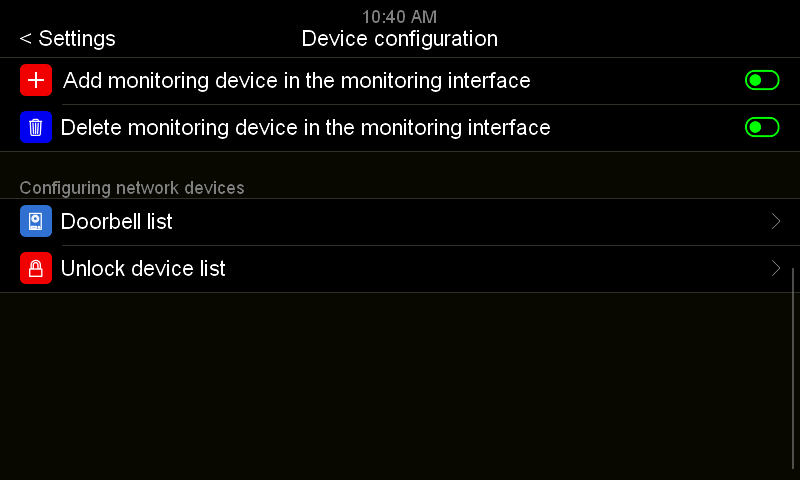 10:40 AM
< Settings
Device configuration
Add monitoring device in the monitoring interface
Delete monitoring device in the monitoring interface
Configuring network devices
Doorbell list
Unlock device list